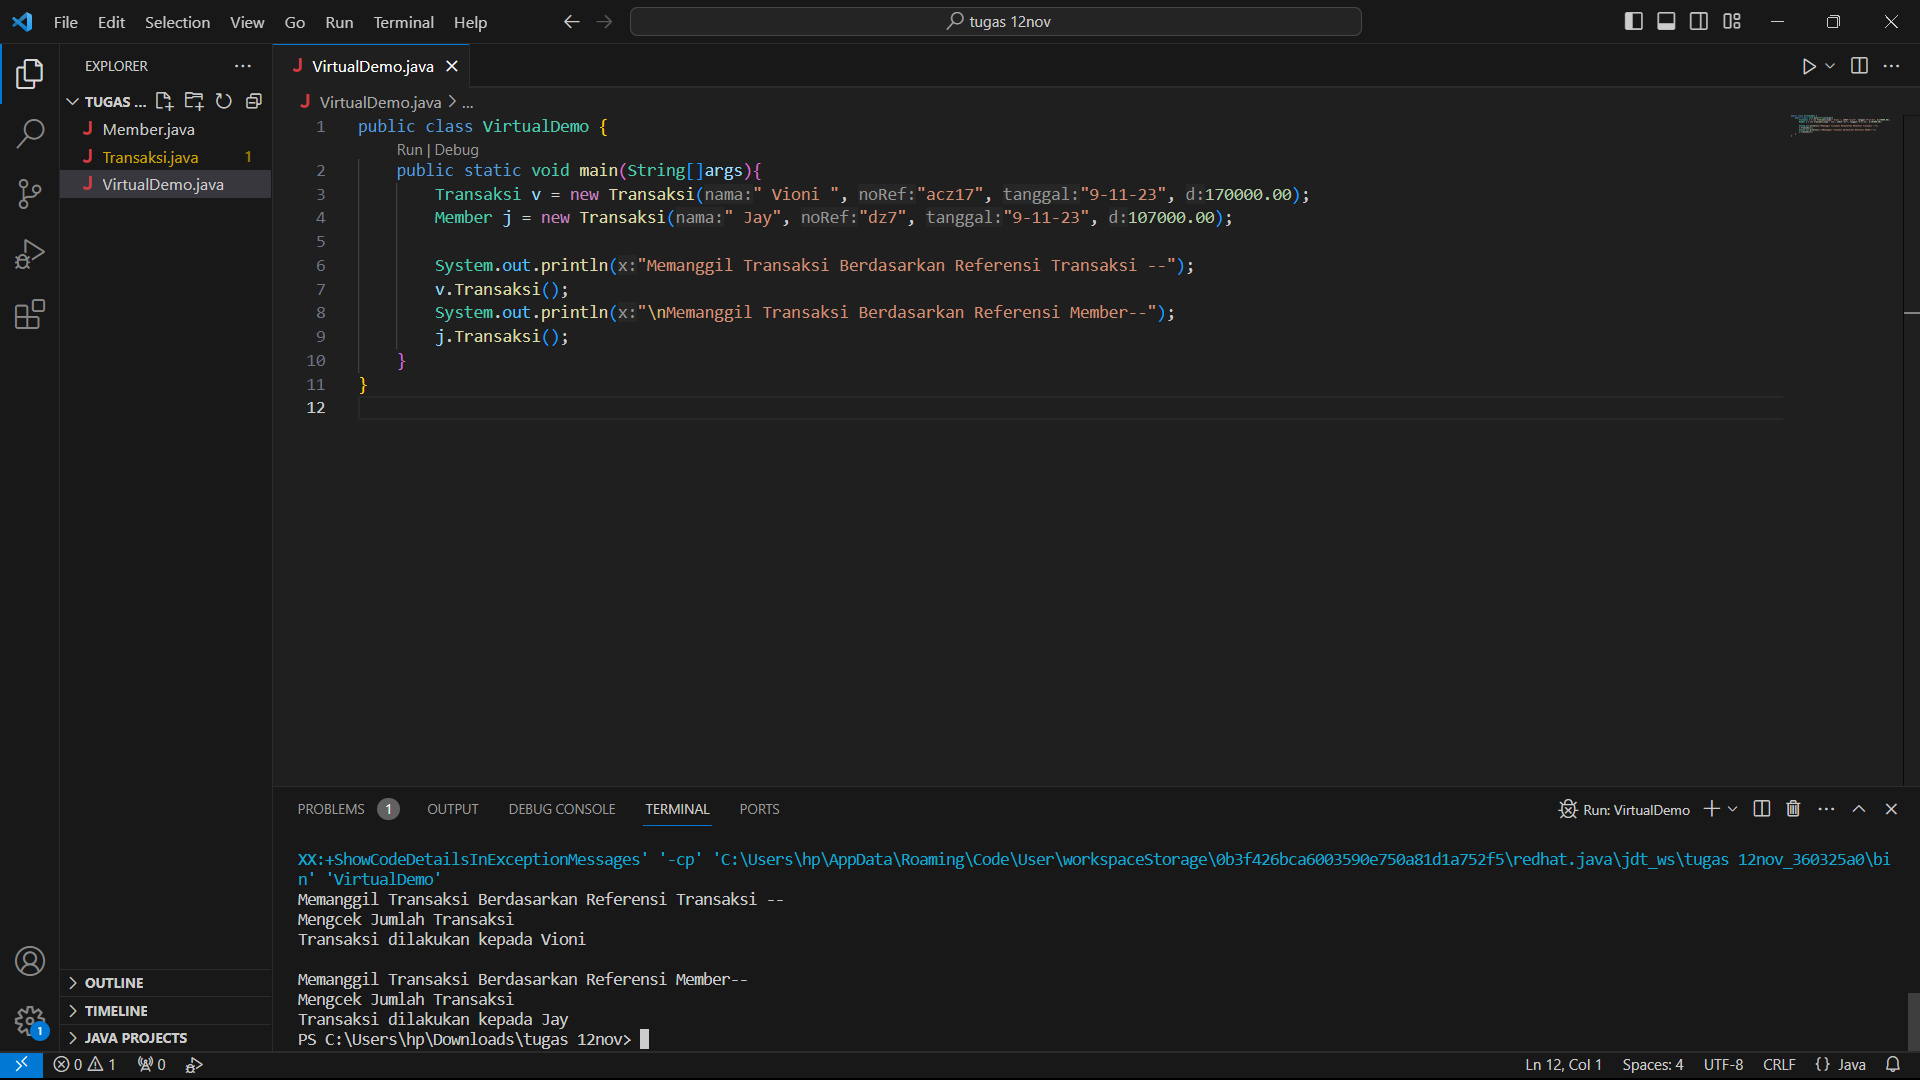 File Edit Selection View Go Run Terminal Help
tugas 12nov
EXPLORER
TUGAS ...
Member.java
Transaksi.java 1
VirtualDemo.java
OUTLINE
TIMELINE
JAVA PROJECTS
VirtualDemo.java
VirtualDemo.java > ...
1 public class VirtualDemo {
Run | Debug
2 public static void main(String[]args){
3 Transaksi v = new Transaksi(nama:" Vioni ", noRef:"acz17", tanggal:"9-11-23", d:170000.00);
4 Member j = new Transaksi(nama:" Jay", noRef:"dz7", tanggal:"9-11-23", d:107000.00);
5
6 System.out.println(x:"Memanggil Transaksi Berdasarkan Referensi Transaksi --");
7 v.Transaksi();
8 System.out.println(x:"\nMemanggil Transaksi Berdasarkan Referensi Member--");
9 j.Transaksi();
10 }
11 }
12
PROBLEMS 1 OUTPUT DEBUG CONSOLE TERMINAL PORTS
Run: VirtualDemo
XX:+ShowCodeDetailsInExceptionMessages' '-cp' 'C:\Users\hp\AppData\Roaming\Code\User\workspaceStorage\0b3f426bca6003590e750a81d1a752f5\redhat.java\jdt_ws\tugas 12nov_360325a0\bi
n' 'VirtualDemo'
Memanggil Transaksi Berdasarkan Referensi Transaksi --
Mengcek Jumlah Transaksi
Transaksi dilakukan kepada Vioni
Memanggil Transaksi Berdasarkan Referensi Member--
Mengcek Jumlah Transaksi
Transaksi dilakukan kepada Jay
PS C:\Users\hp\Downloads\tugas 12nov>
1
0 1 0
Ln 12, Col 1 Spaces: 4 UTF-8 CRLF {} Java